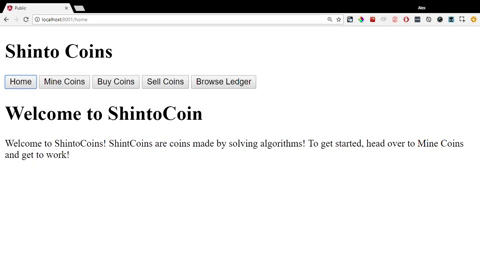 Public
Alex
localhost:8001/home
Shinto Coins
Home Mine Coins Buy Coins Sell Coins Browse Ledger
Welcome to ShintoCoin
Welcome to ShintoCoins! ShintCoins are coins made by solving algorithms! To get started, head over to Mine Coins
and get to work!